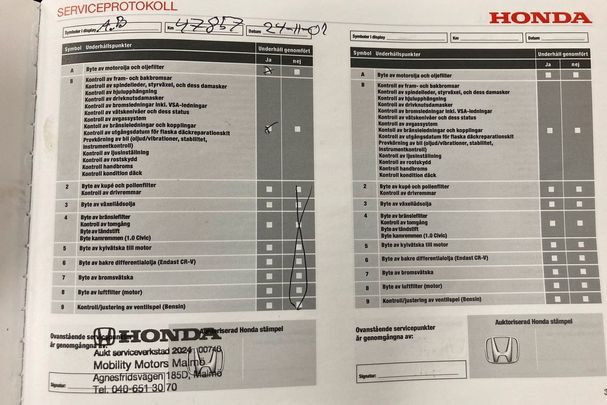 SERVICEPROTOKOLL
Symboler i display A,B Km 47857 Datum 24-11-01
Symbol Underhållspunkter Underhåll genomfört
Ja nej
A Byte av motorolja och oljefilter
B Kontroll av fram- och bakbromsar
Kontroll av spindelleder, styrväxel, och dess damasker
Kontroll av hjulupphängning
Kontroll av drivknutsdamasker
Kontroll av bromsledningar inkl. VSA-ledningar
Kontroll av vätskenivåer och dess status
Kontroll av avgassystem
Kontroll av bränsleledningar och kopplingar
Kontroll av utgångsdatum för flaska däckreparationskit
Provkörning av bil (oljud/vibrationer, stabilitet,
instrumentkontroll)
Kontroll av ljusinställning
Kontroll av rostskydd
Kontroll handbroms
Kontroll kondition däck
2 Byte av kupé och pollenfilter
Kontroll av drivremmar
3 Byte av växellådsolja
4 Byte av bränslefilter
Kontroll av tomgång
Byte av tändstift
Byte kamremmen (1.0 Civic)
5 Byte av kylvätska till motor
6 Byte av bakre differentialolja (Endast CR-V)
7 Byte av bromsvätska
8 Byte av luftfilter (motor)
9 Kontroll/justering av ventilspel (Bensin)
Ovanstående servicepunkter
är genomgångna av:
Auktoriserad Honda stämpel
HONDA
Aukt serviceverkstad 2024 00740
Mobility Motors Malmö
Agnesfridsvägen 185D, Malmö
Tel. 040-651 30 70
Signatur:
HONDA
Symboler i display Km Datum
Symbol Underhållspunkter Underhåll genomfört
Ja nej
A Byte av motorolja och oljefilter
B Kontroll av fram- och bakbromsar
Kontroll av spindelleder, styrväxel, och dess damasker
Kontroll av hjulupphängning
Kontroll av drivknutsdamasker
Kontroll av bromsledningar inkl. VSA-ledningar
Kontroll av vätskenivåer och dess status
Kontroll av avgassystem
Kontroll av bränsleledningar och kopplingar
Kontroll av utgångsdatum för flaska däckreparationskit
Provkörning av bil (oljud/vibrationer, stabilitet,
instrumentkontroll)
Kontroll av ljusinställning
Kontroll av rostskydd
Kontroll handbroms
Kontroll kondition däck
2 Byte av kupé och pollenfilter
Kontroll av drivremmar
3 Byte av växellådsolja
4 Byte av bränslefilter
Kontroll av tomgång
Byte av tändstift
Byte kamremmen (1.0 Civic)
5 Byte av kylvätska till motor
6 Byte av bakre differentialolja (Endast CR-V)
7 Byte av bromsvätska
8 Byte av luftfilter (motor)
9 Kontroll/justering av ventilspel (Bensin)
Ovanstående servicepunkter
är genomgångna av:
Auktoriserad Honda stämpel
Signatur: